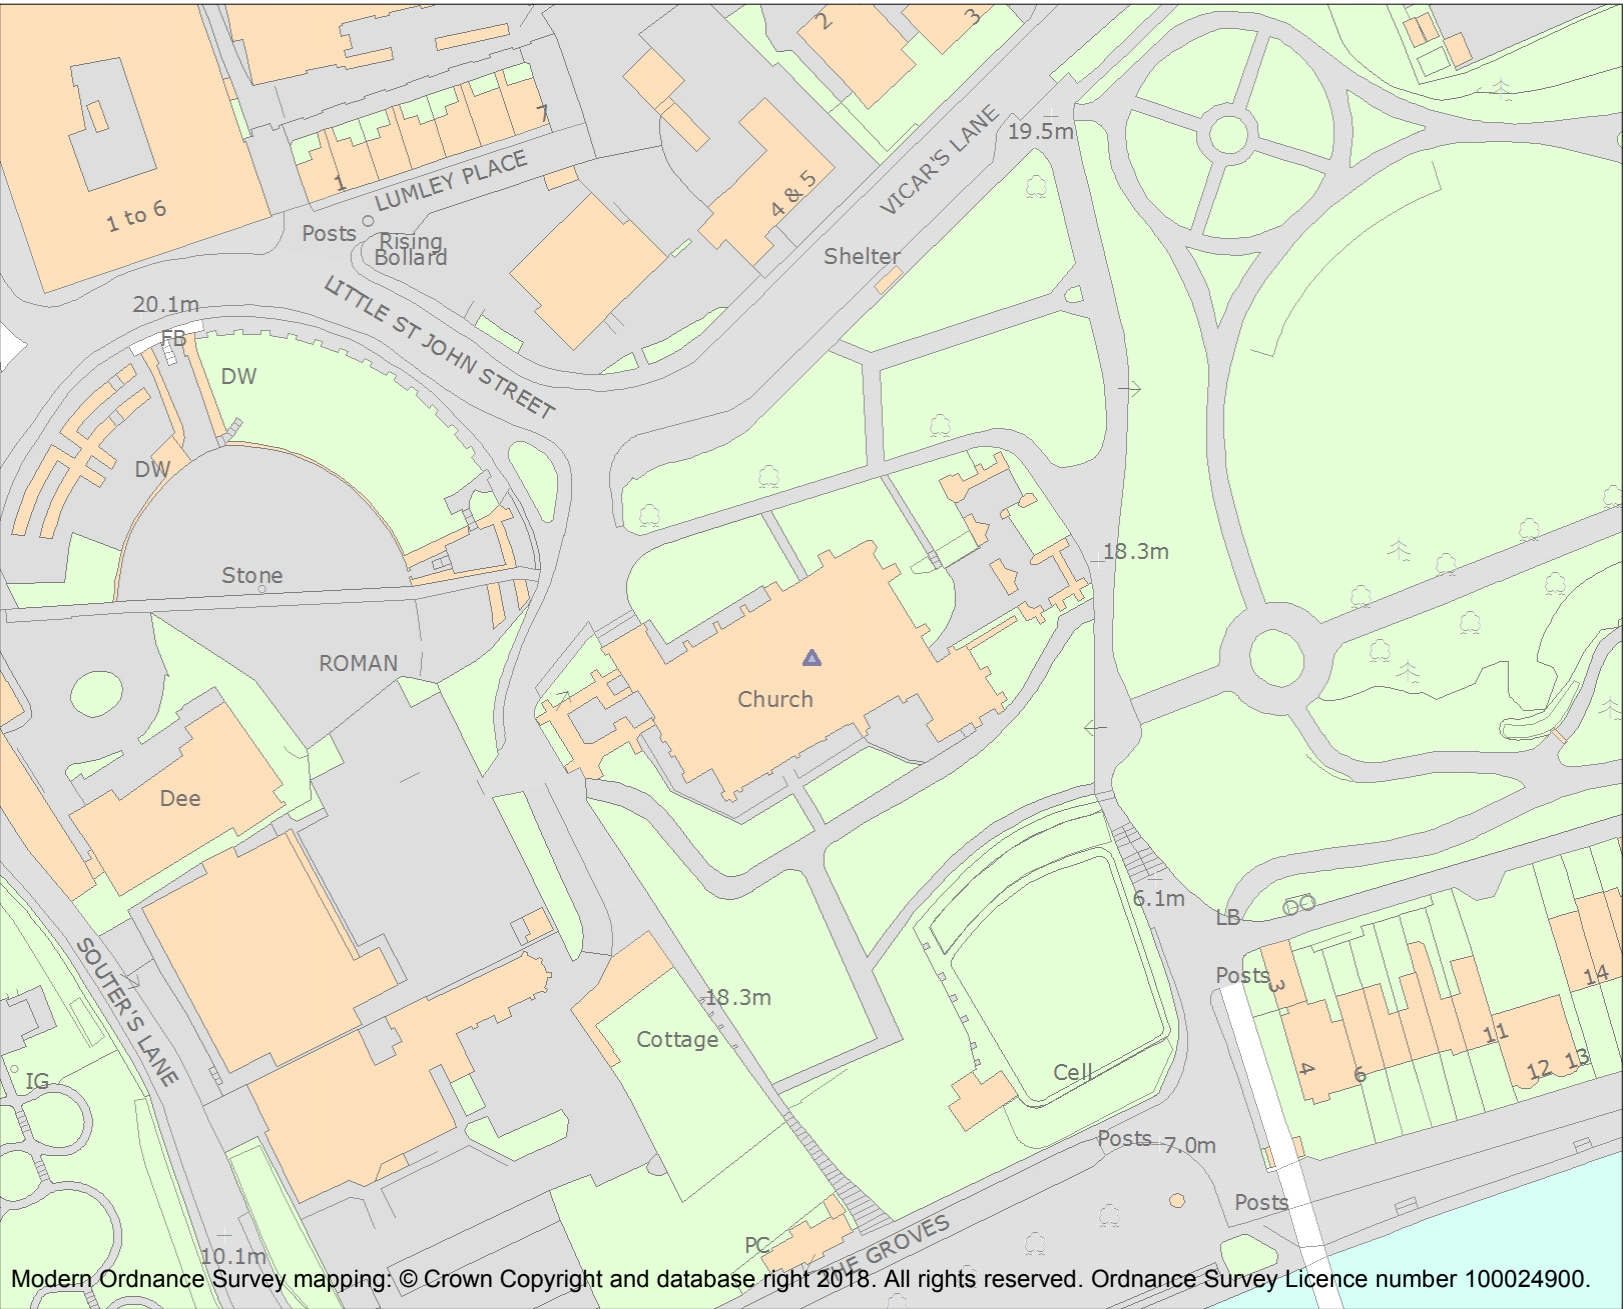 2
3
7
VICAR'S LANE
19.5m
LUMLEY PLACE
1
4 & 5
1 to 6
Posts
Rising
Bollard
Shelter
LITTLE ST JOHN STREET
20.1m
FB
DW
DW
18.3m
Stone
ROMAN
Church
Dee
6.1m
LB
Posts
3
14
SOUTER'S LANE
18.3m
Cottage
11
12
13
4
6
Cell
IG
Posts
7.0m
Posts
PC
THE GROVES
10.1m
Modern Ordnance Survey mapping: © Crown Copyright and database right 2018. All rights reserved. Ordnance Survey Licence number 100024900.